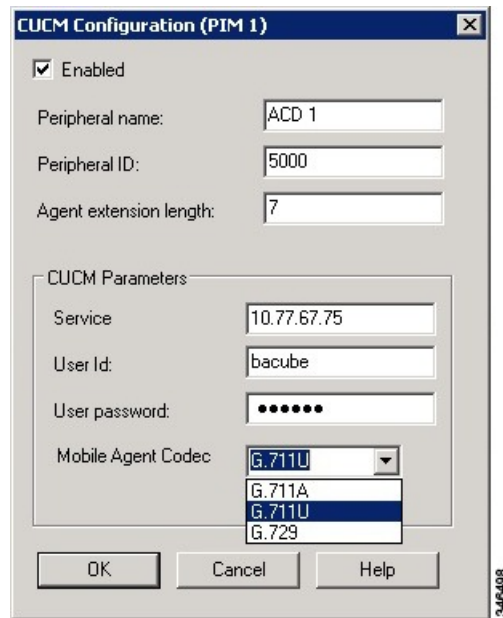 CUCM Configuration (PIM 1)
Enabled
Peripheral name: ACD 1
Peripheral ID: 5000
Agent extension length: 7
CUCM Parameters
Service 10.77.67.75
User Id: bacube
User password: ●●●●●●
Mobile Agent Codec G.711U
G.711A
G.711U
G.729
OK Cancel Help
346498